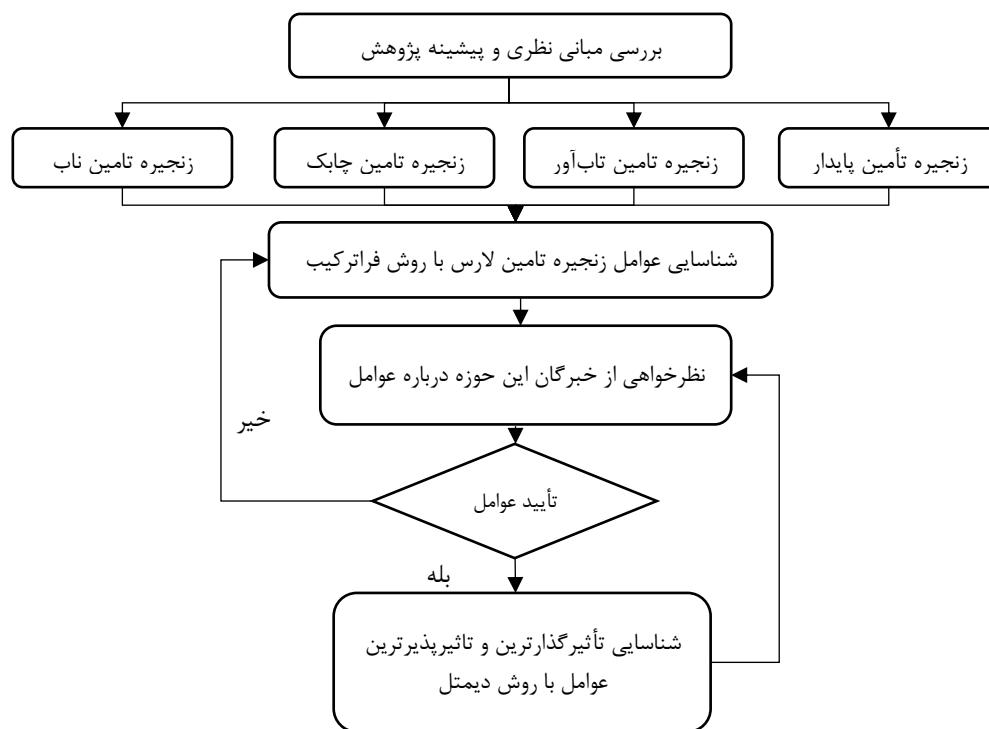 بررسی مبانی نظری و پیشینه پژوهش
زنجیره تأمین پایدار
زنجیره تامین تاب‌آور
زنجیره تامین چابک
زنجیره تامین ناب
شناسایی عوامل زنجیره تامین لارس با روش فراترکیب
نظرخواهی از خبرگان این حوزه درباره عوامل
خیر
تأیید عوامل
بله
شناسایی تأثیرگذارترین و تاثیرپذیرترین
عوامل با روش دیمتل